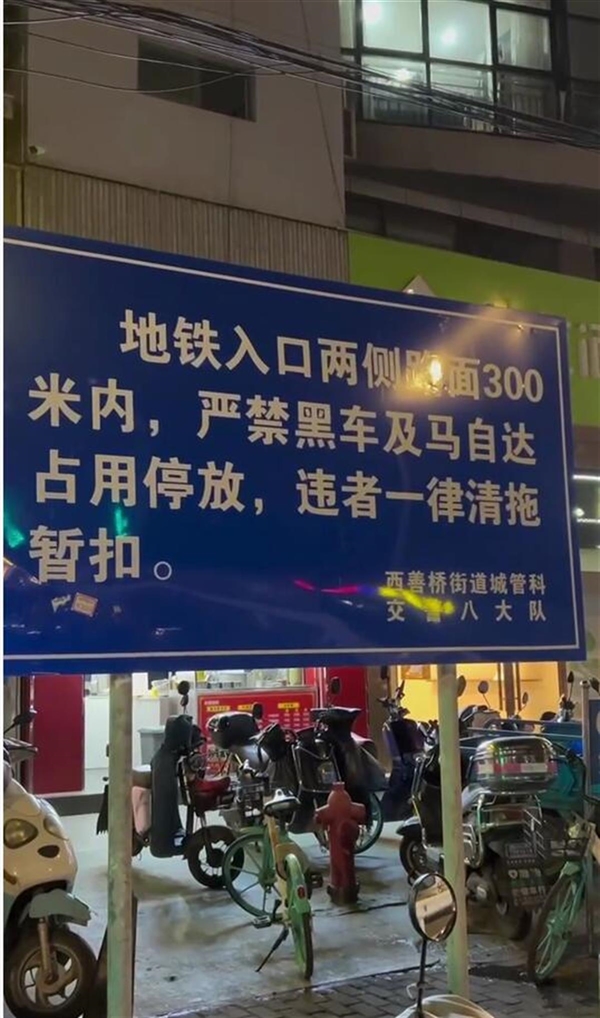 地铁入口两侧路面300
米内，严禁黑车及马自达
占用停放，违者一律清拖
暂扣。
西善桥街道城管科
交警八大队